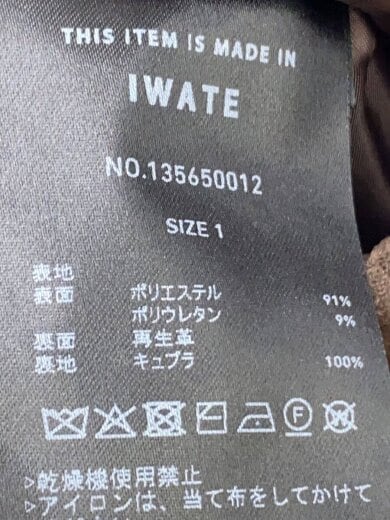 THIS ITEM IS MADE IN
IWATE
NO.135650012
SIZE 1
表地
表面 ポリエステル 91%
ポリウレタン 9%
裏面 再生革
裏地 キュプラ 100%
F
▷乾燥機使用禁止
▷アイロンは、当て布をしてかけて